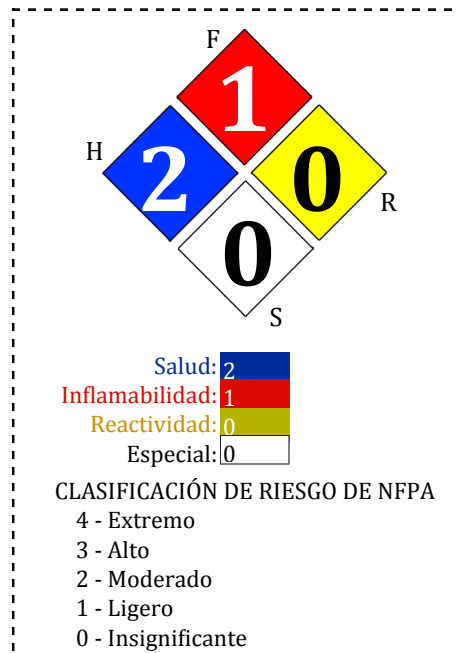 F
1
H
2
0
R
0
S
Salud: 2
Inflamabilidad: 1
Reactividad: 0
Especial: 0
CLASIFICACIÓN DE RIESGO DE NFPA
4 - Extremo
3 - Alto
2 - Moderado
1 - Ligero
0 - Insignificante